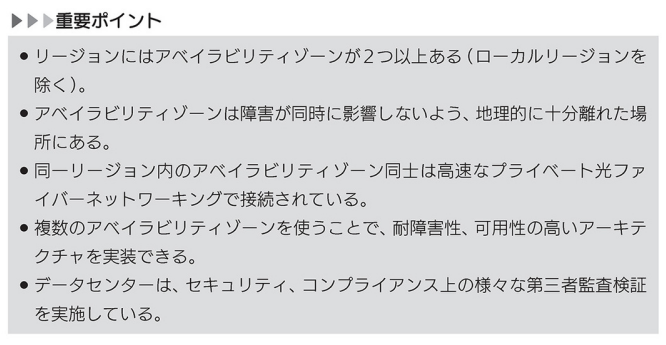 ▶▶▶重要ポイント
● リージョンにはアベイラビリティゾーンが2つ以上ある（ローカルリージョンを
除く）。
● アベイラビリティゾーンは障害が同時に影響しないよう、地理的に十分離れた場
所にある。
● 同一リージョン内のアベイラビリティゾーン同士は高速なプライベート光ファ
イバーネットワーキングで接続されている。
● 複数のアベイラビリティゾーンを使うことで、耐障害性、可用性の高いアーキテ
クチャを実装できる。
● データセンターは、セキュリティ、コンプライアンス上の様々な第三者監査検証
を実施している。